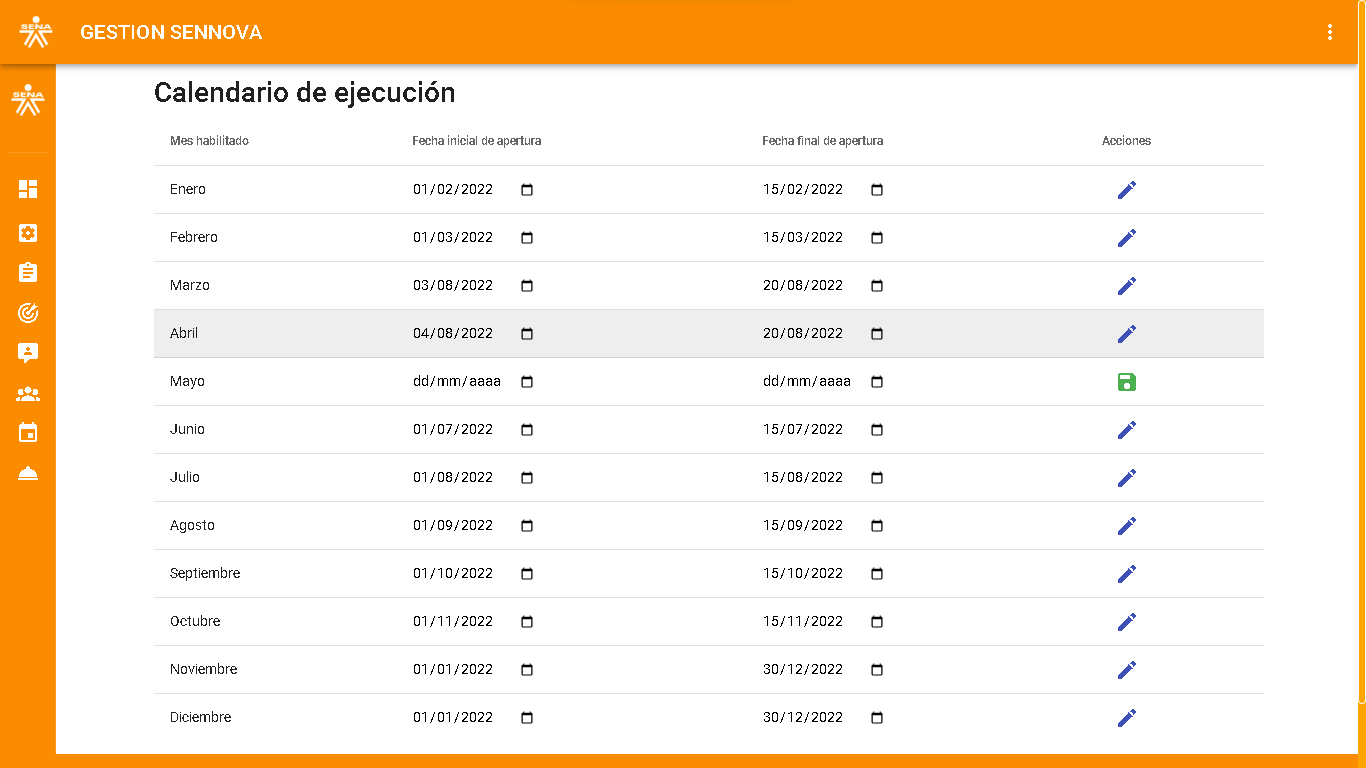 SENA
GESTION SENNOVA
SENA
Calendario de ejecución
Mes habilitado Fecha inicial de apertura Fecha final de apertura Acciones
Enero 01/02/2022 15/02/2022
Febrero 01/03/2022 15/03/2022
Marzo 03/08/2022 20/08/2022
Abril 04/08/2022 20/08/2022
Mayo dd/mm/aaaa dd/mm/aaaa
Junio 01/07/2022 15/07/2022
Julio 01/08/2022 15/08/2022
Agosto 01/09/2022 15/09/2022
Septiembre 01/10/2022 15/10/2022
Octubre 01/11/2022 15/11/2022
Noviembre 01/01/2022 30/12/2022
Diciembre 01/01/2022 30/12/2022